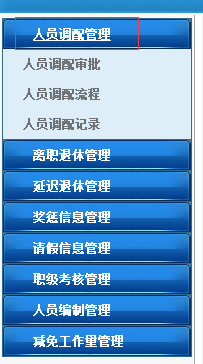 人员调配管理
人员调配审批
人员调配流程
人员调配记录
离职退休管理
延迟退休管理
奖惩信息管理
请假信息管理
职级考核管理
人员编制管理
减免工作量管理